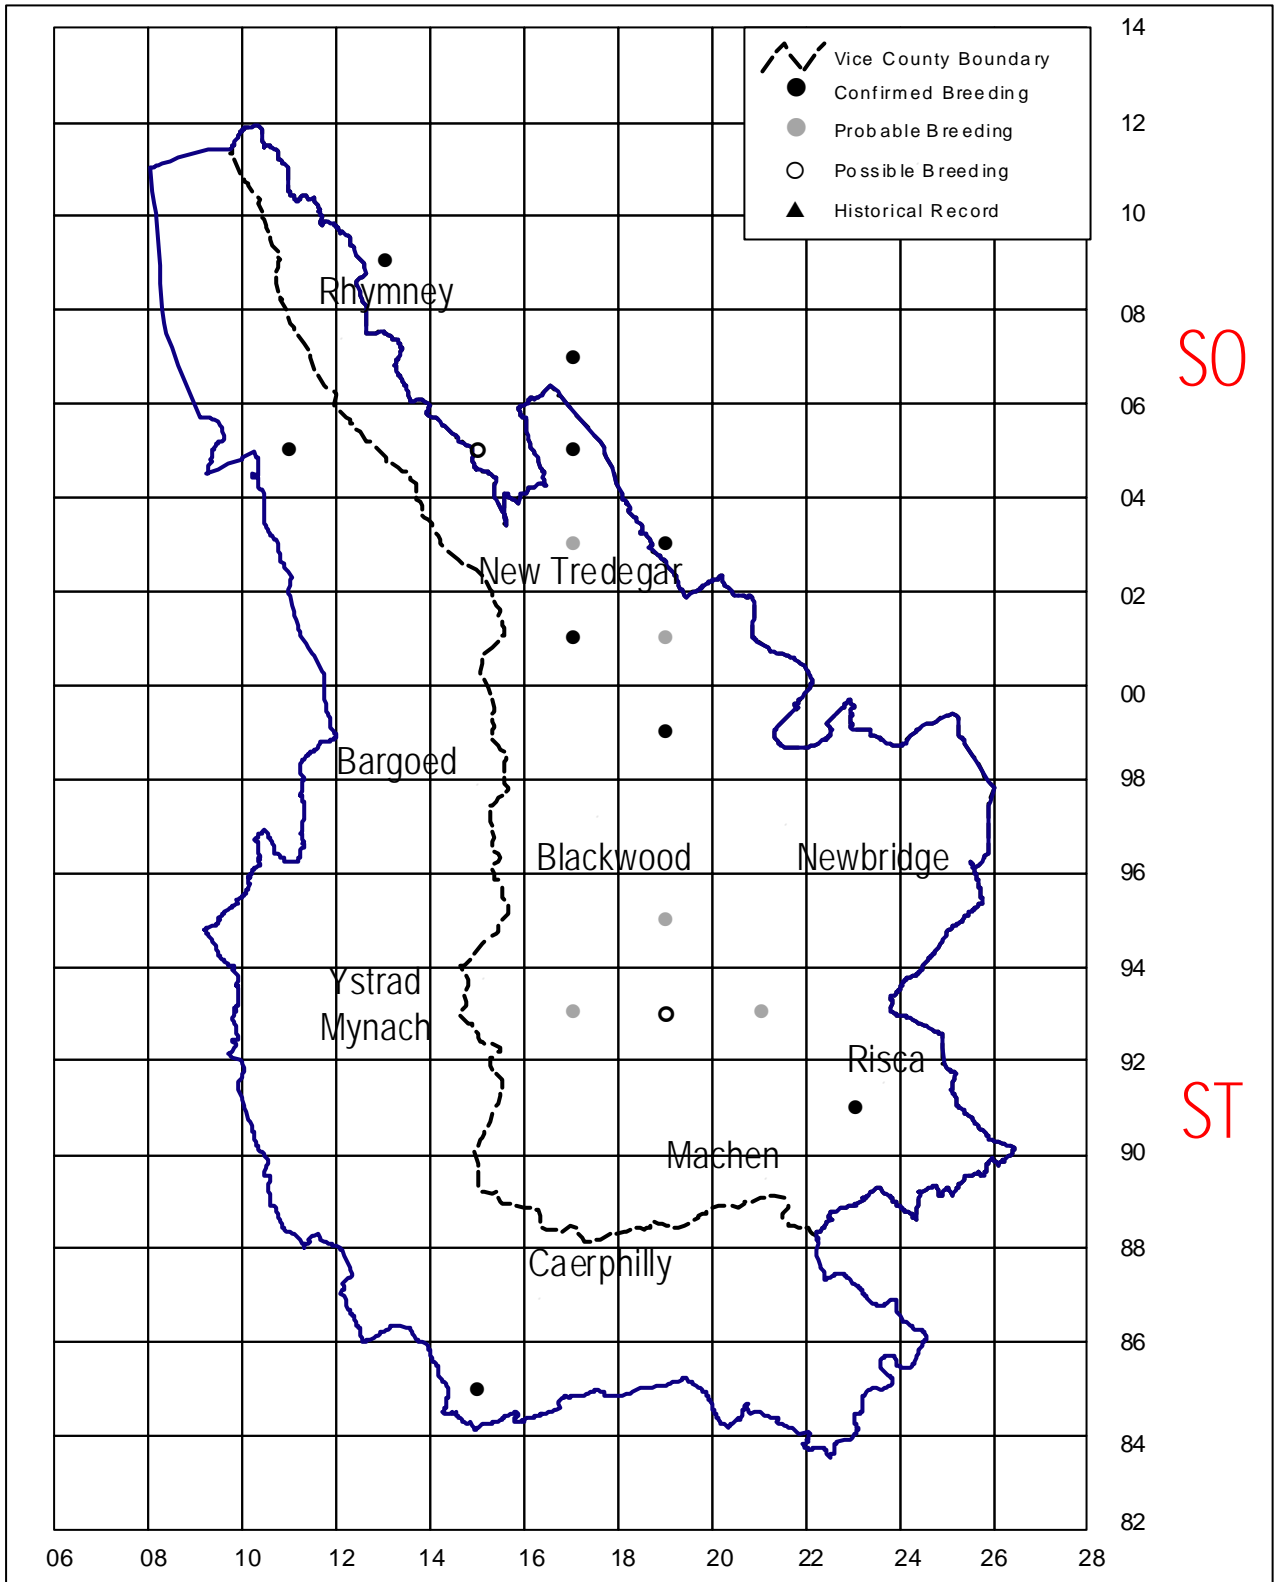 14
Vice County Boundary
Confirmed Breeding
Probable Breeding
Possible Breeding
Historical Record
12
10
Rhymney
08
SO
06
04
New Tredegar
02
00
Bargoed
98
Blackwood
Newbridge
96
Ystrad
Mynach
94
Risca
92
ST
Machen
90
Caerphilly
88
86
84
82
06 08 10 12 14 16 18 20 22 24 26 28